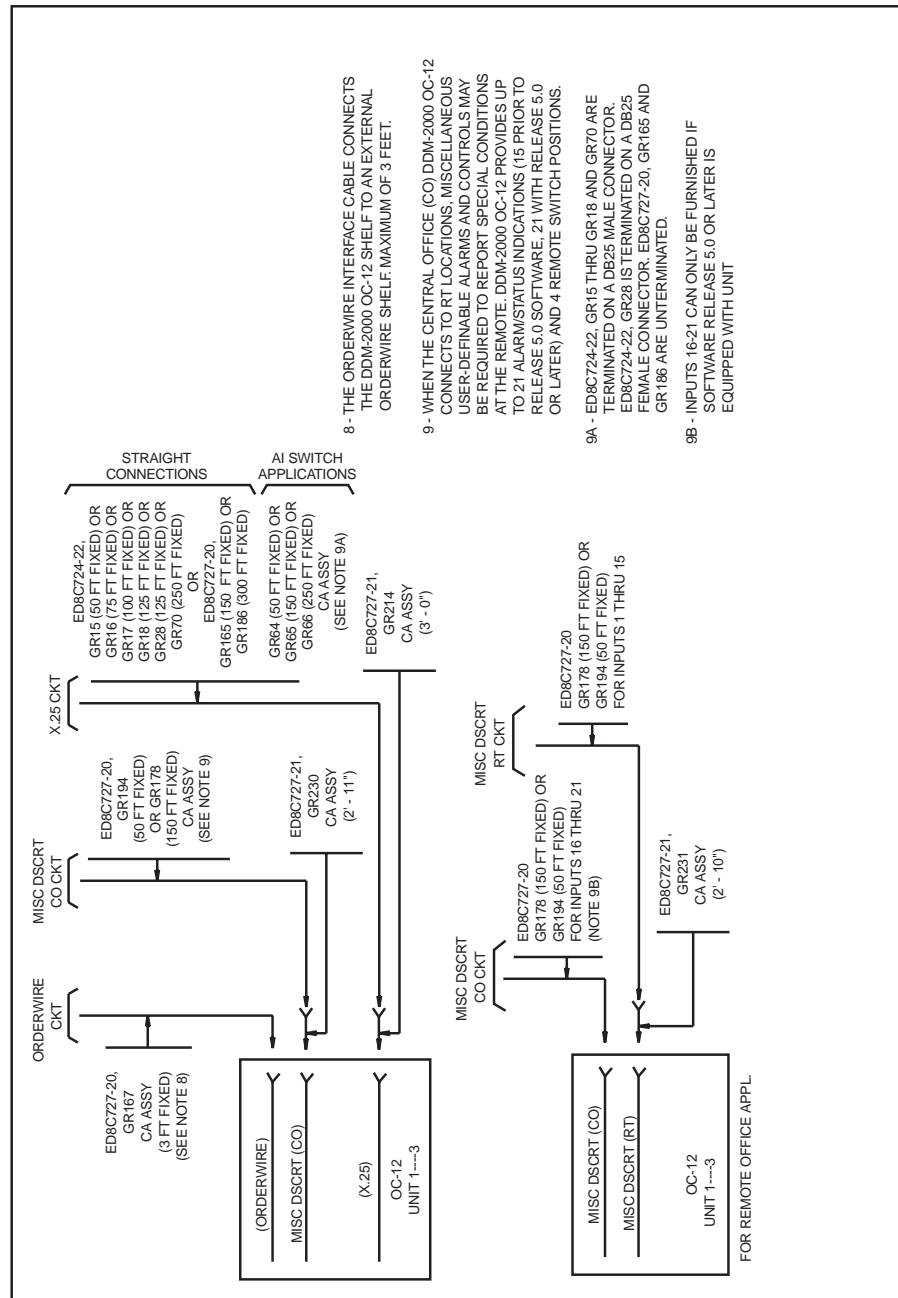 ORDERWIRE
CKT
ED8C727-20,
GR167
CA ASSY
(3 FT FIXED)
(SEE NOTE 8)
MISC DSCRT
CO CKT
ED8C727-20,
GR194
(50 FT FIXED)
OR GR178
(150 FT FIXED)
CA ASSY
(SEE NOTE 9)
X.25 CKT
ED8C724-22,
GR15 (50 FT FIXED) OR
GR16 (75 FT FIXED) OR
GR17 (100 FT FIXED) OR
GR18 (125 FT FIXED) OR
GR28 (125 FT FIXED) OR
GR70 (250 FT FIXED)
OR
ED8C727-20,
GR165 (150 FT FIXED) OR
GR186 (300 FT FIXED)
STRAIGHT
CONNECTIONS
GR64 (50 FT FIXED) OR
GR65 (150 FT FIXED) OR
GR66 (250 FT FIXED)
CA ASSY
(SEE NOTE 9A)
AI SWITCH
APPLICATIONS
ED8C727-21,
GR230
CA ASSY
(2' - 11")
ED8C727-21,
GR214
CA ASSY
(3' - 0")
(ORDERWIRE)
MISC DSCRT (CO)
(X.25)
OC-12
UNIT 1----3
MISC DSCRT
CO CKT
ED8C727-20
GR178 (150 FT FIXED) OR
GR194 (50 FT FIXED)
FOR INPUTS 16 THRU 21
(NOTE 9B)
MISC DSCRT
RT CKT
ED8C727-20
GR178 (150 FT FIXED) OR
GR194 (50 FT FIXED)
FOR INPUTS 1 THRU 15
ED8C727-21,
GR231
CA ASSY
(2' - 10")
MISC DSCRT (CO)
MISC DSCRT (RT)
OC-12
UNIT 1----3
FOR REMOTE OFFICE APPL.
8 - THE ORDERWIRE INTERFACE CABLE CONNECTS
THE DDM-2000 OC-12 SHELF TO AN EXTERNAL
ORDERWIRE SHELF. MAXIMUM OF 3 FEET.
9 - WHEN THE CENTRAL OFFICE (CO) DDM-2000 OC-12
CONNECTS TO RT LOCATIONS, MISCELLANEOUS
USER-DEFINABLE ALARMS AND CONTROLS MAY
BE REQUIRED TO REPORT SPECIAL CONDITIONS
AT THE REMOTE. DDM-2000 OC-12 PROVIDES UP
TO 21 ALARM/STATUS INDICATIONS (15 PRIOR TO
RELEASE 5.0 SOFTWARE, 21 WITH RELEASE 5.0
OR LATER) AND 4 REMOTE SWITCH POSITIONS.
9A - ED8C724-22, GR15 THRU GR18 AND GR70 ARE
TERMINATED ON A DB25 MALE CONNECTOR.
ED8C724-22, GR28 IS TERMINATED ON A DB25
FEMALE CONNECTOR. ED8C727-20, GR165 AND
GR186 ARE UNTERMINATED.
9B - INPUTS 16-21 CAN ONLY BE FURNISHED IF
SOFTWARE RELEASE 5.0 OR LATER IS
EQUIPPED WITH UNIT